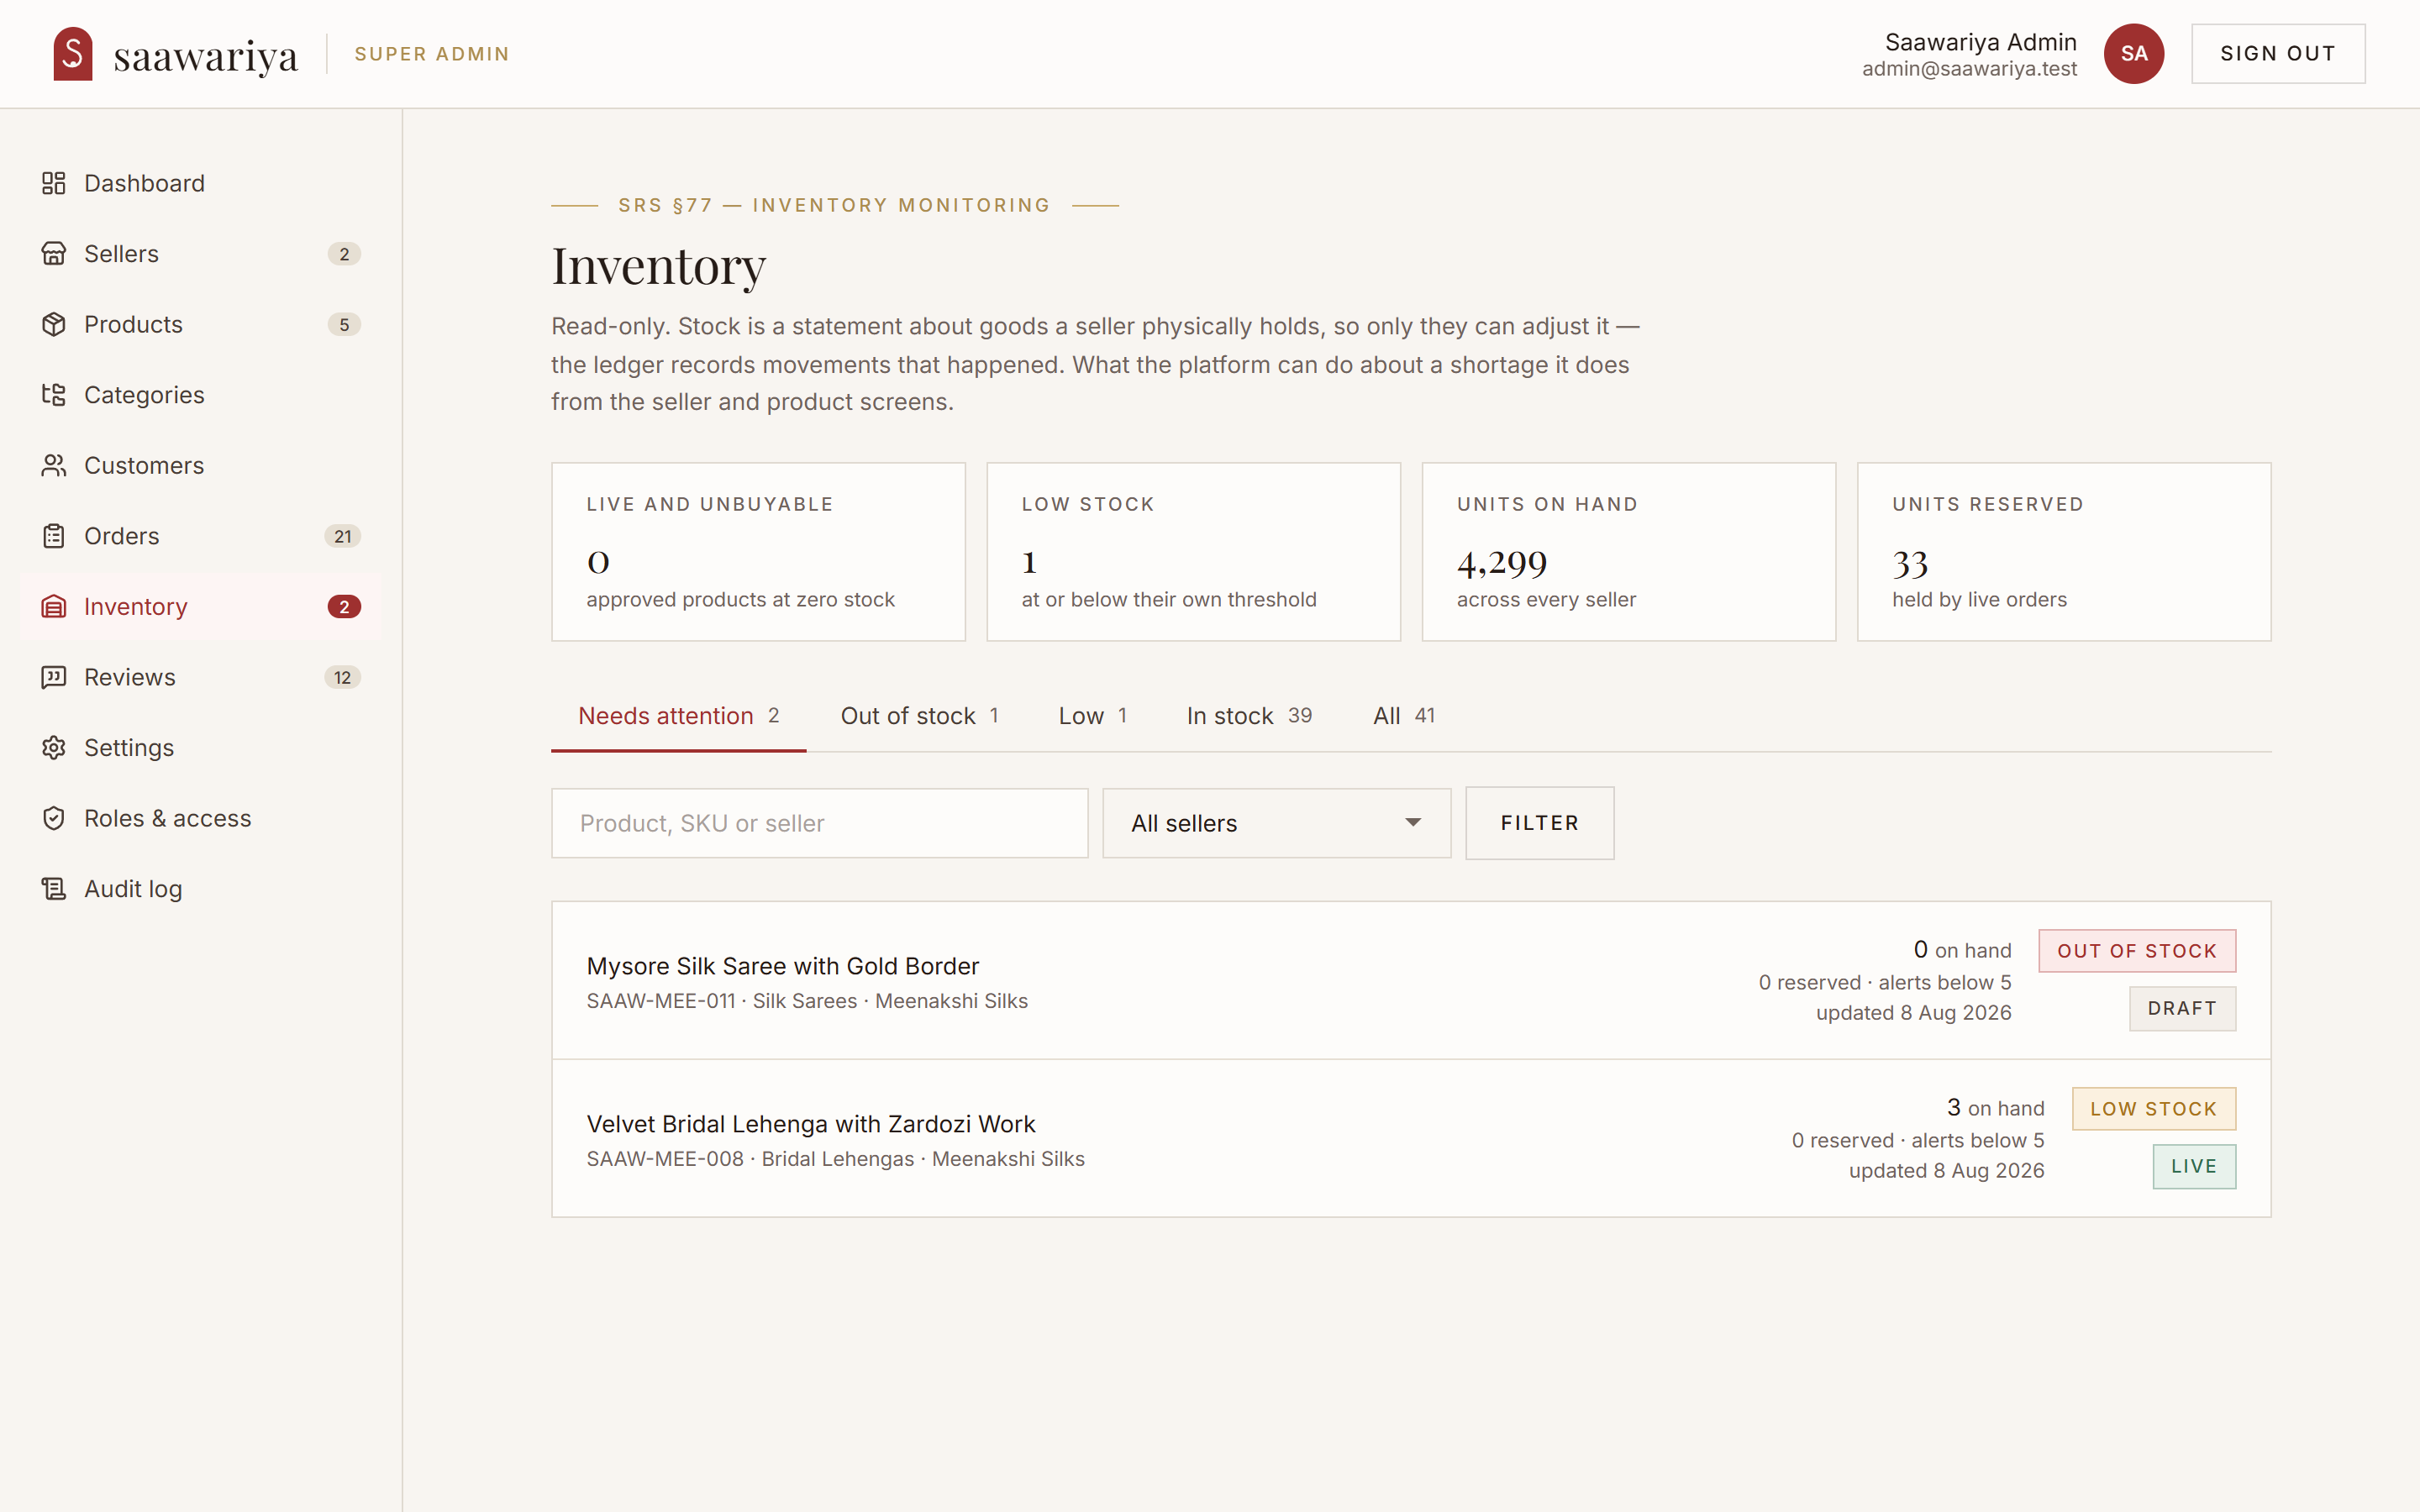 saawariya
SUPER ADMIN
Saawariya Admin
admin@saawariya.test
SA
SIGN OUT
Dashboard
Sellers 2
Products 5
Categories
Customers
Orders 21
Inventory 2
Reviews 12
Settings
Roles & access
Audit log
SRS §77 — INVENTORY MONITORING
Inventory
Read-only. Stock is a statement about goods a seller physically holds, so only they can adjust it —
the ledger records movements that happened. What the platform can do about a shortage it does
from the seller and product screens.
LIVE AND UNBUYABLE
0
approved products at zero stock
LOW STOCK
1
at or below their own threshold
UNITS ON HAND
4,299
across every seller
UNITS RESERVED
33
held by live orders
Needs attention 2 Out of stock 1 Low 1 In stock 39 All 41
Product, SKU or seller
All sellers
FILTER
Mysore Silk Saree with Gold Border
SAAW-MEE-011 · Silk Sarees · Meenakshi Silks
0 on hand
0 reserved · alerts below 5
updated 8 Aug 2026
OUT OF STOCK
DRAFT
Velvet Bridal Lehenga with Zardozi Work
SAAW-MEE-008 · Bridal Lehengas · Meenakshi Silks
3 on hand
0 reserved · alerts below 5
updated 8 Aug 2026
LOW STOCK
LIVE